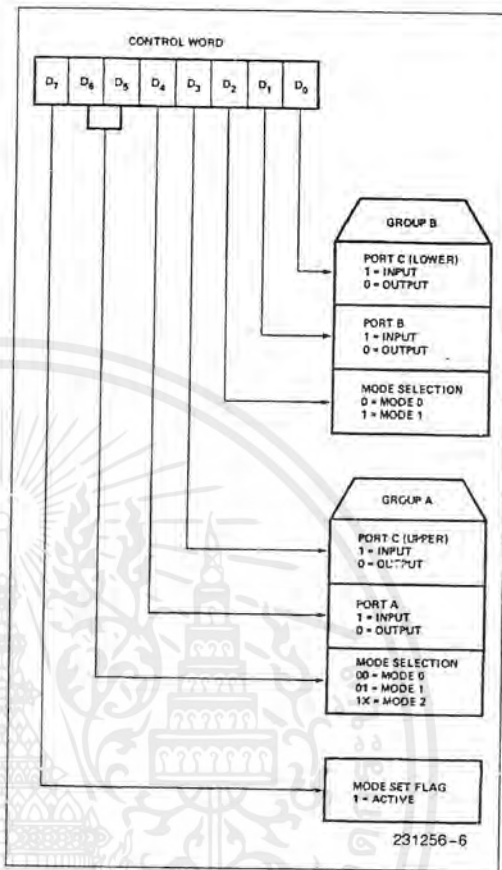 CONTROL WORD
D7 D6 D5 D4 D3 D2 D1 D0
GROUP B
PORT C (LOWER)
1 = INPUT
0 = OUTPUT
PORT B
1 = INPUT
0 = OUTPUT
MODE SELECTION
0 = MODE 0
1 = MODE 1
GROUP A
PORT C (UPPER)
1 = INPUT
0 = OUTPUT
PORT A
1 = INPUT
0 = OUTPUT
MODE SELECTION
00 = MODE 0
01 = MODE 1
1X = MODE 2
MODE SET FLAG
1 = ACTIVE
231256-6